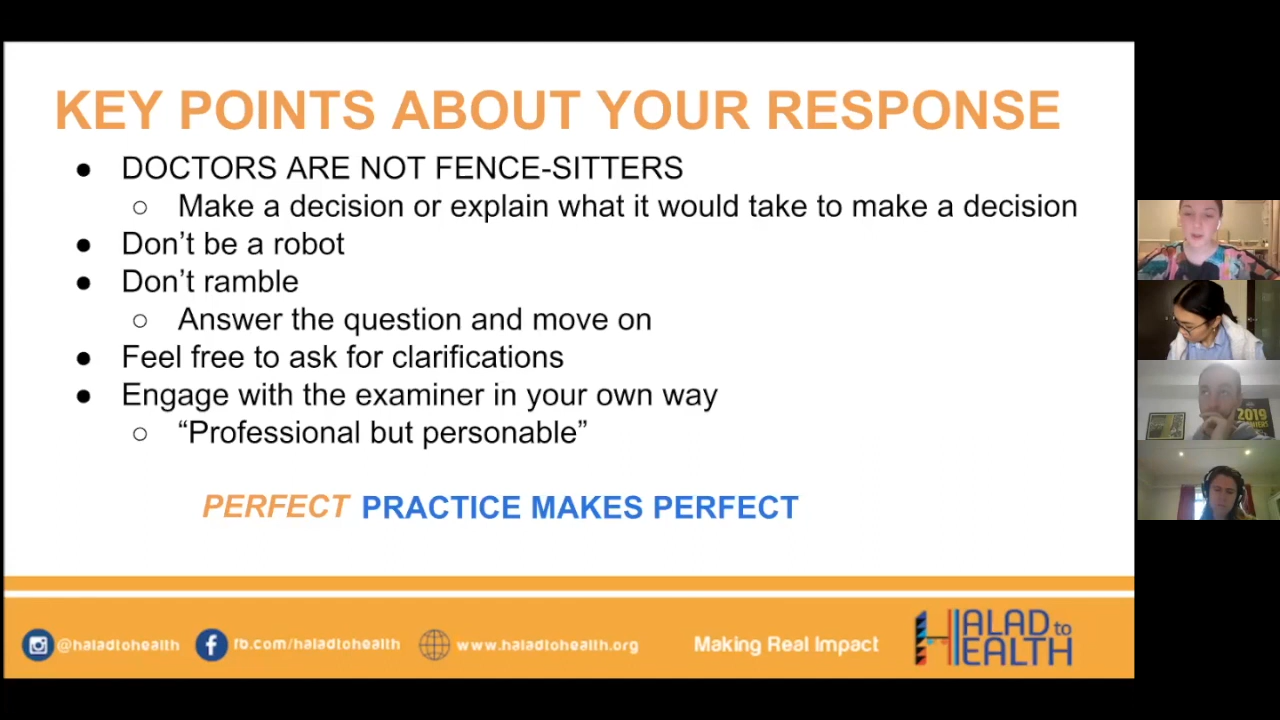 KEY POINTS ABOUT YOUR RESPONSE
● DOCTORS ARE NOT FENCE-SITTERS
○ Make a decision or explain what it would take to make a decision
● Don’t be a robot
● Don’t ramble
○ Answer the question and move on
● Feel free to ask for clarifications
● Engage with the examiner in your own way
○ “Professional but personable”
PERFECT PRACTICE MAKES PERFECT
@haladtohealth fb.com/haladtohealth www.haladtohealth.org Making Real Impact
HALAD to HEALTH
2019